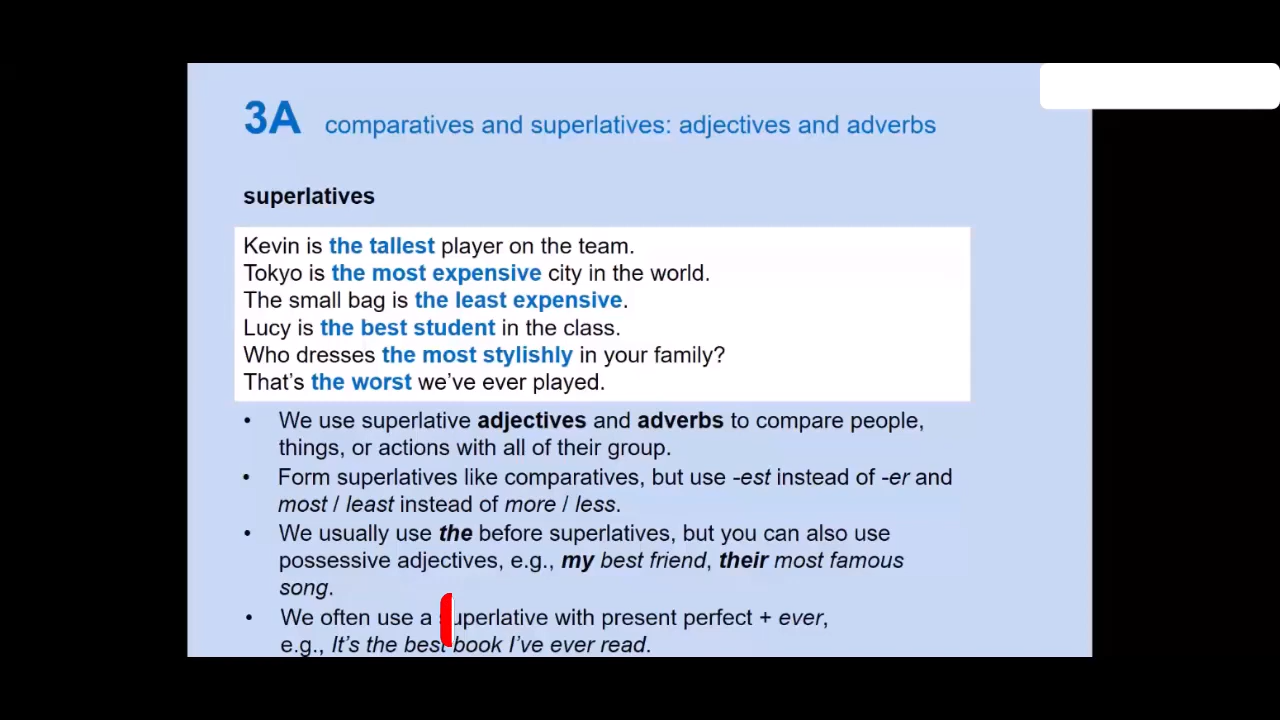 3A comparatives and superlatives: adjectives and adverbs
superlatives
Kevin is the tallest player on the team.
Tokyo is the most expensive city in the world.
The small bag is the least expensive.
Lucy is the best student in the class.
Who dresses the most stylishly in your family?
That's the worst we've ever played.
• We use superlative adjectives and adverbs to compare people,
things, or actions with all of their group.
• Form superlatives like comparatives, but use -est instead of -er and
most / least instead of more / less.
• We usually use the before superlatives, but you can also use
possessive adjectives, e.g., my best friend, their most famous
song.
• We often use a superlative with present perfect + ever,
e.g., It's the best book I've ever read.